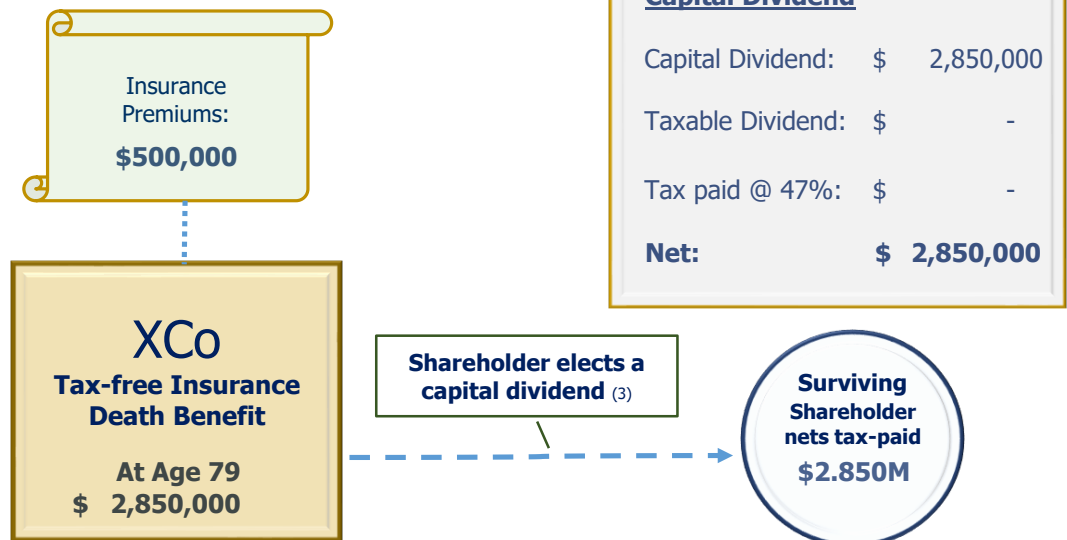 Capital Dividend
Capital Dividend: $ 2,850,000
Taxable Dividend: $ -
Tax paid @ 47%: $ -
Net: $ 2,850,000
Insurance
Premiums:
$500,000
XCo
Tax-free Insurance
Death Benefit
At Age 79
$ 2,850,000
Shareholder elects a
capital dividend (3)
Surviving
Shareholder
nets tax-paid
$2.850M